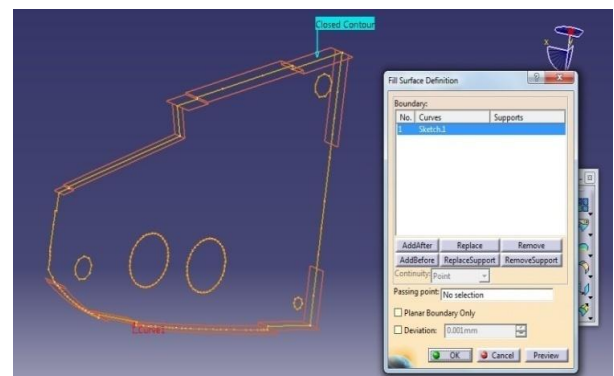 Closed Contour
x
Fill Surface Definition
Boundary:
No. Curves Supports
1 Sketch.1
AddAfter Replace Remove
AddBefore ReplaceSupport RemoveSupport
Continuity: Point
Passing point: No selection
Planar Boundary Only
Deviation: 0.001mm
OK Cancel Preview